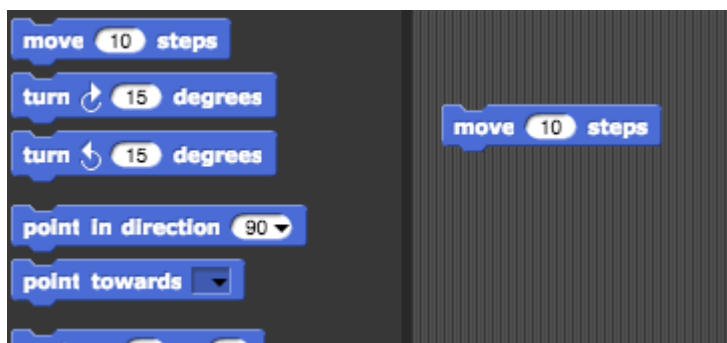 move 10 steps
turn 15 degrees
turn 15 degrees
point in direction 90
point towards
move 10 steps